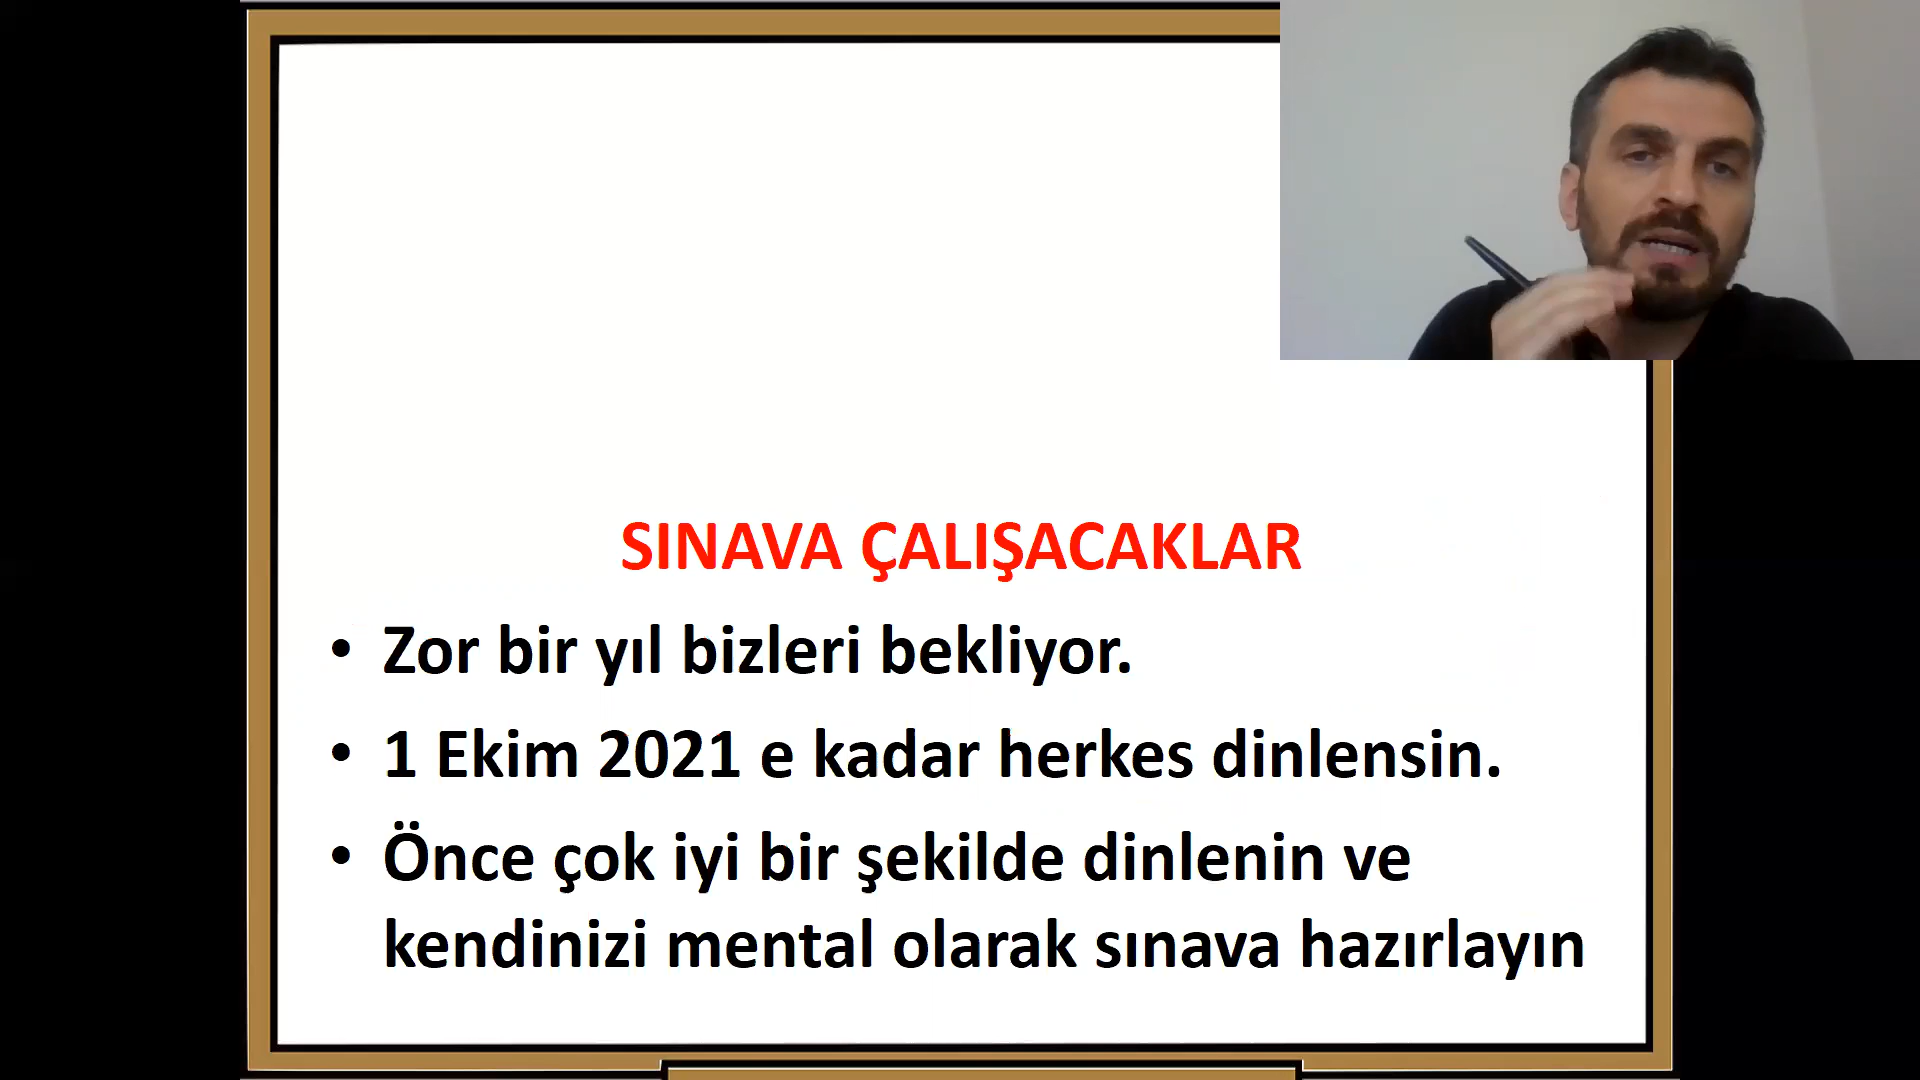 SINAVA ÇALIŞACAKLAR
• Zor bir yıl bizleri bekliyor.
• 1 Ekim 2021 e kadar herkes dinlensin.
• Önce çok iyi bir şekilde dinlenin ve
kendinizi mental olarak sınava hazırlayın